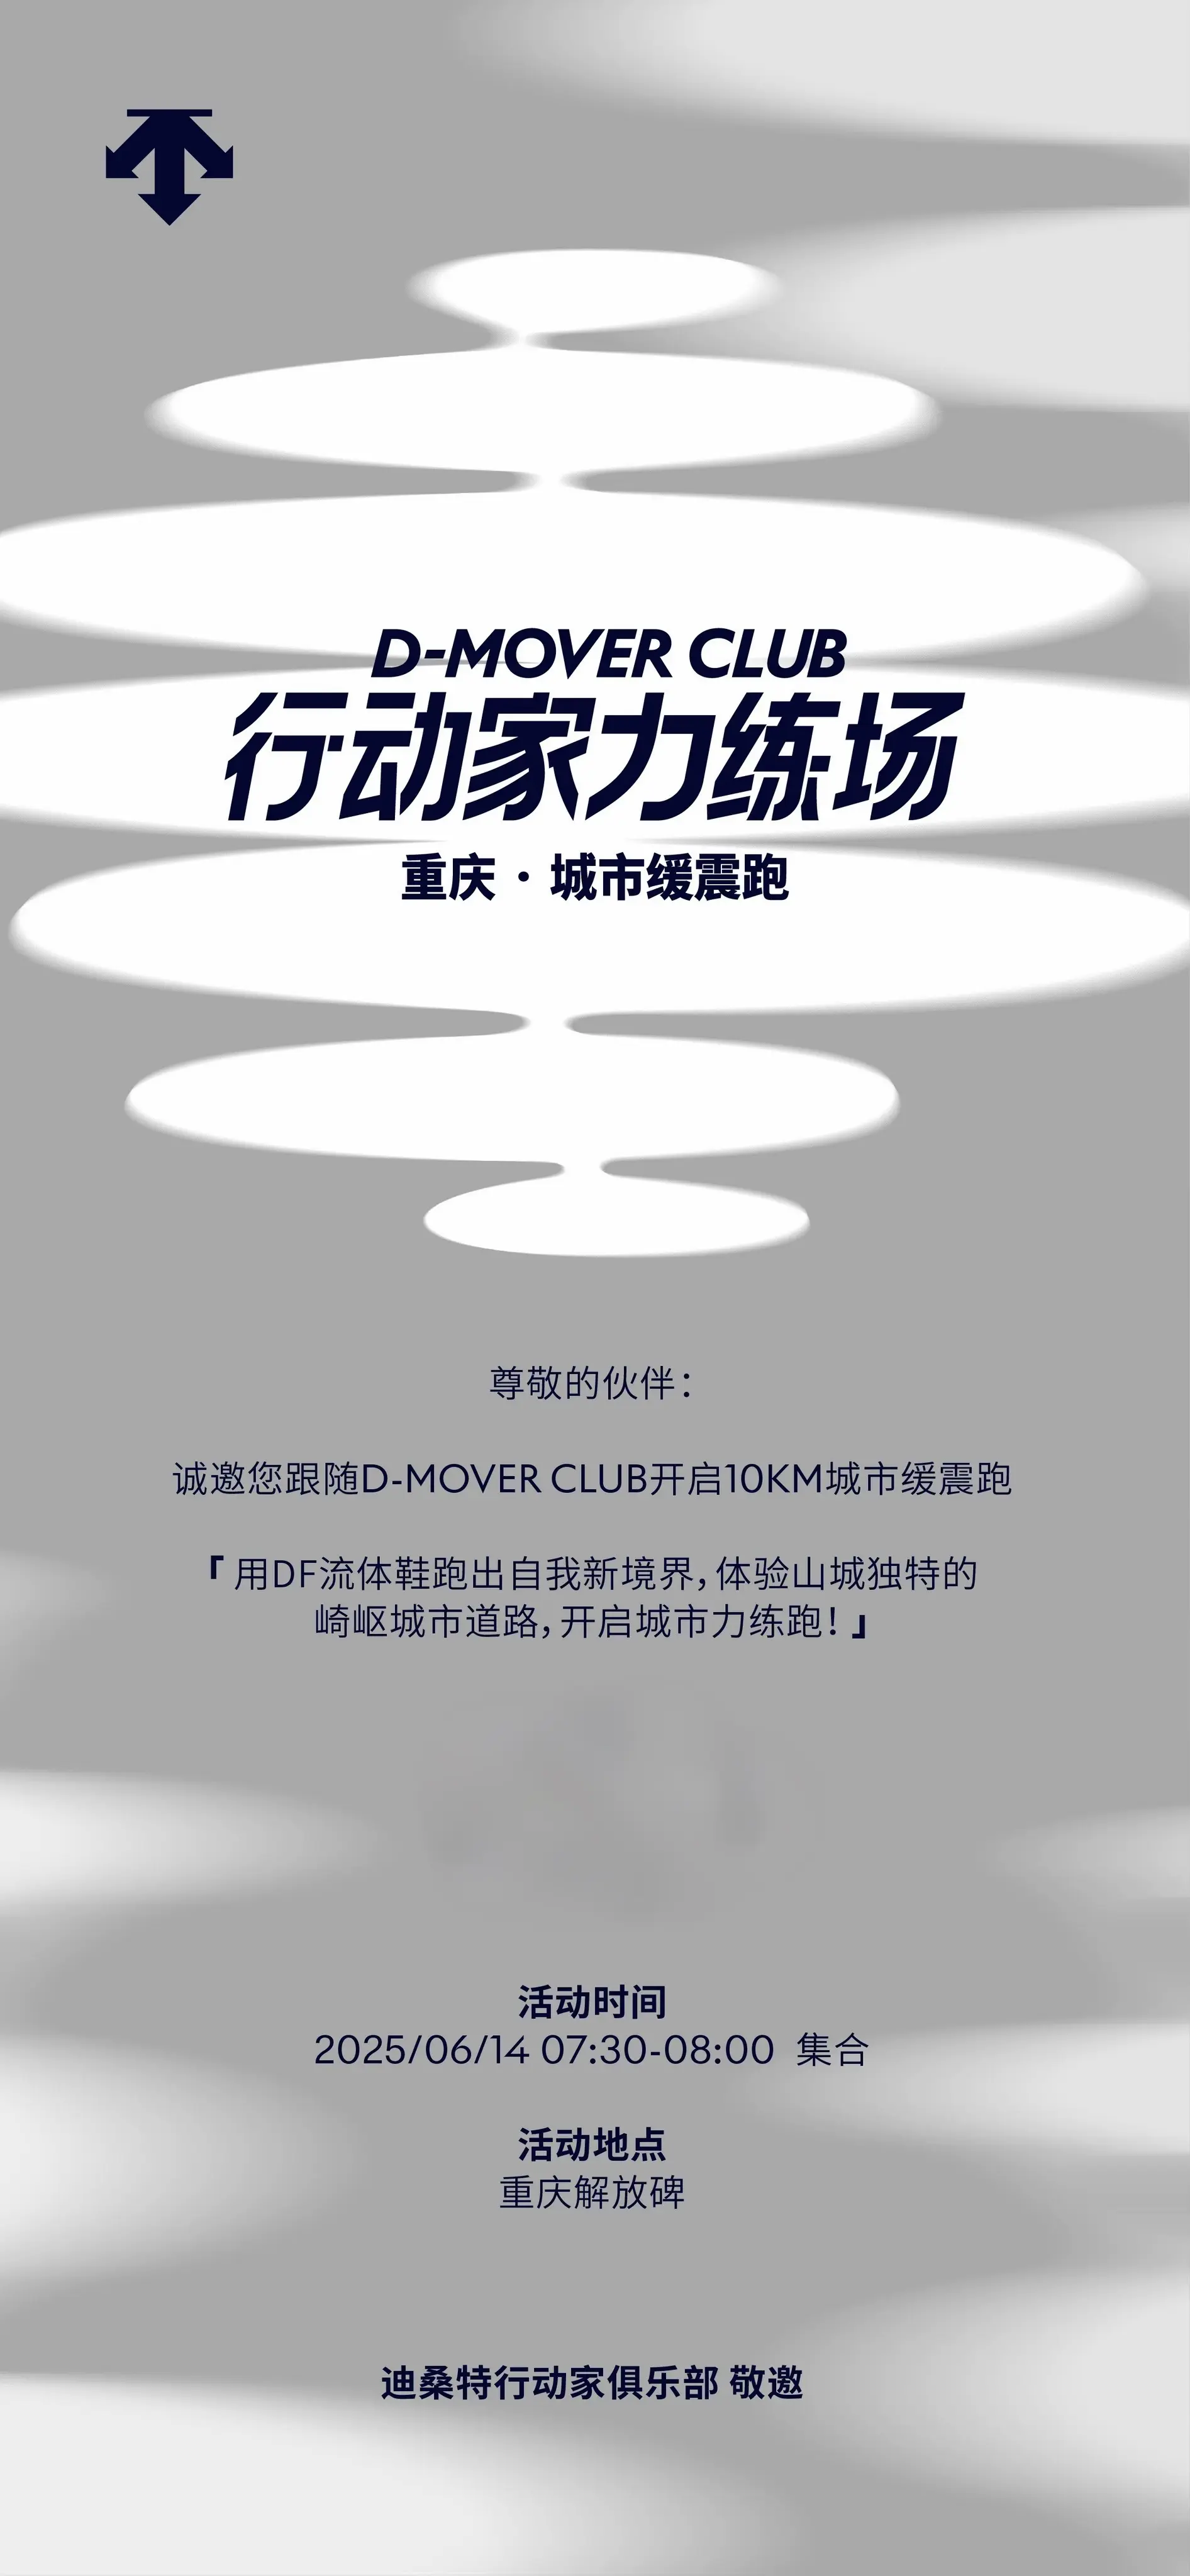 D-MOVER CLUB
行动家力练场
重庆·城市缓震跑
尊敬的伙伴：
诚邀您跟随D-MOVER CLUB开启10KM城市缓震跑
「用DF流体鞋跑出自我新境界，体验山城独特的
崎岖城市道路，开启城市力练跑！」
活动时间
2025/06/14 07:30-08:00 集合
活动地点
重庆解放碑
迪桑特行动家俱乐部 敬邀